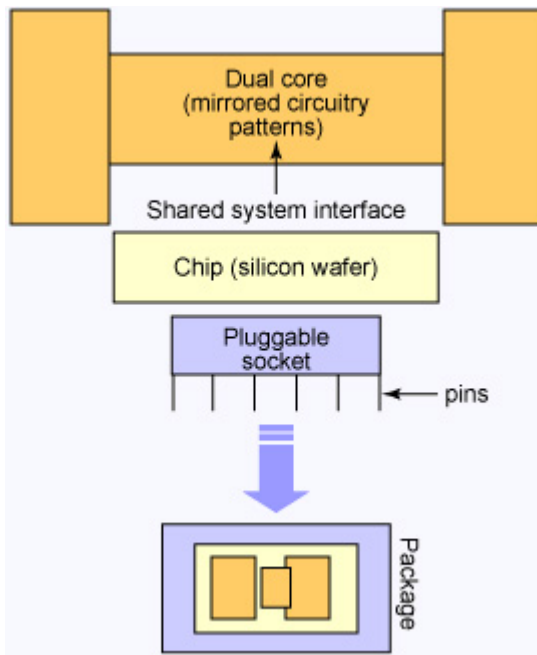 Dual core
(mirrored circuitry
patterns)
Shared system interface
Chip (silicon wafer)
Pluggable
socket
pins
Package